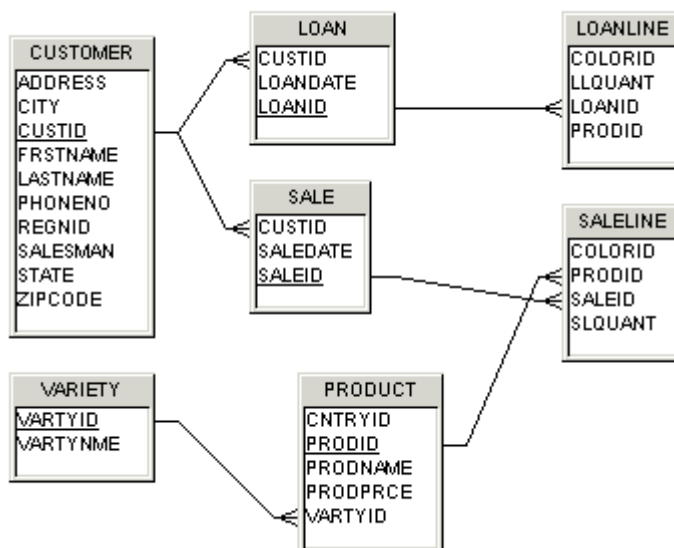 CUSTOMER
ADDRESS
CITY
CUSTID
FRSTNAME
LASTNAME
PHONENO
REGNID
SALESMAN
STATE
ZIPCODE
LOAN
CUSTID
LOANDATE
LOANID
LOANLINE
COLORID
LLQUANT
LOANID
PRODID
SALE
CUSTID
SALEDATE
SALEID
SALELINE
COLORID
PRODID
SALEID
SLQUANT
VARIETY
VARTYID
VARTYNME
PRODUCT
CNTRYID
PRODID
PRODNAME
PRODPRCE
VARTYID